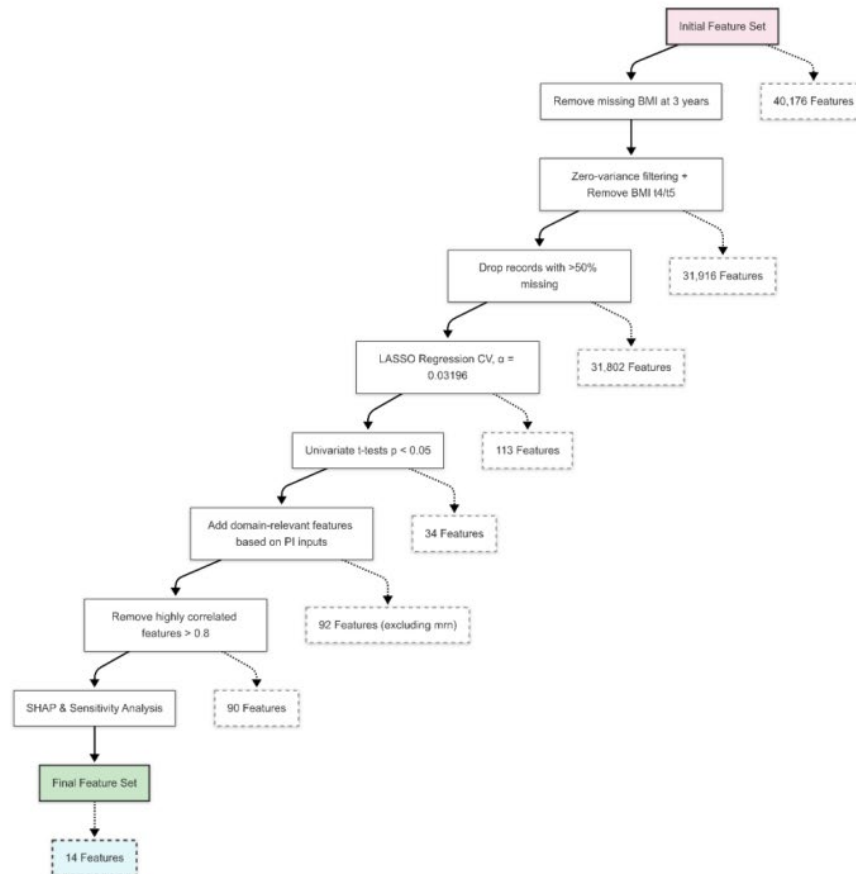 Initial Feature Set
Remove missing BMI at 3 years
40,176 Features
Zero-variance filtering +
Remove BMI t4/t5
Drop records with >50%
missing
31,916 Features
LASSO Regression CV, α =
0.03196
31,802 Features
Univariate t-tests p < 0.05
113 Features
Add domain-relevant features
based on PI inputs
34 Features
Remove highly correlated
features > 0.8
92 Features (excluding mrn)
SHAP & Sensitivity Analysis
90 Features
Final Feature Set
14 Features